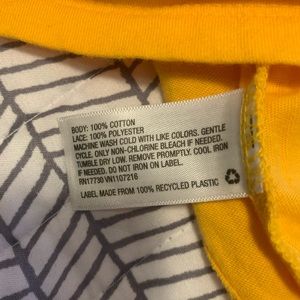 BODY: 100% COTTON
LACE: 100% POLYESTER
MACHINE WASH COLD WITH LIKE COLORS. GENTLE
CYCLE. ONLY NON-CHLORINE BLEACH IF NEEDED.
TUMBLE DRY LOW. REMOVE PROMPTLY. COOL IRON
IF NEEDED. DO NOT IRON ON LACE.
RN17730 VN1107216
LABEL MADE FROM 100% RECYCLED PLASTIC